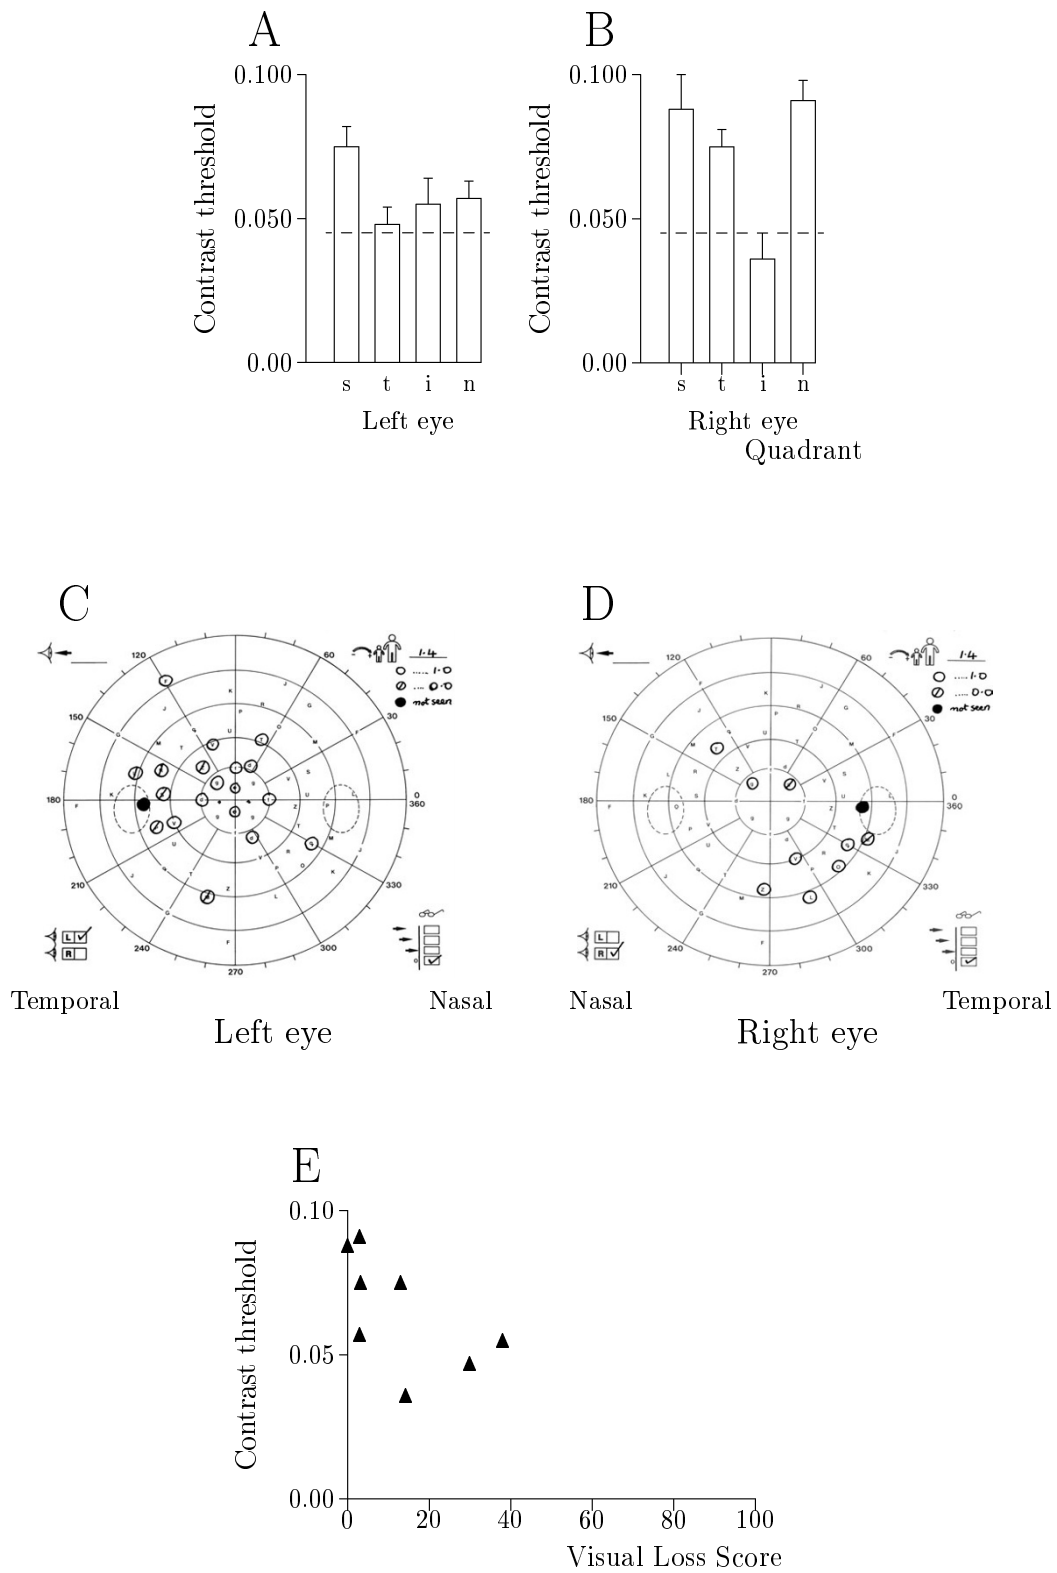 A
B
0.100
0.050
0.00
Contrast threshold
s t i n
Left eye
0.100
0.050
0.00
Contrast threshold
s t i n
Right eye
Quadrant
C
120
60
150
30
180
0
360
210
330
240
300
270
1.4
..... 1.0
.... 0.0
not seen
L
R
Temporal
Nasal
Left eye
D
120
60
150
30
180
0
360
210
330
240
300
270
1.4
.... 1.0
.... 0.0
not seen
L
R
Nasal
Temporal
Right eye
E
0.10
0.05
0.00
Contrast threshold
0 20 40 60 80 100
Visual Loss Score